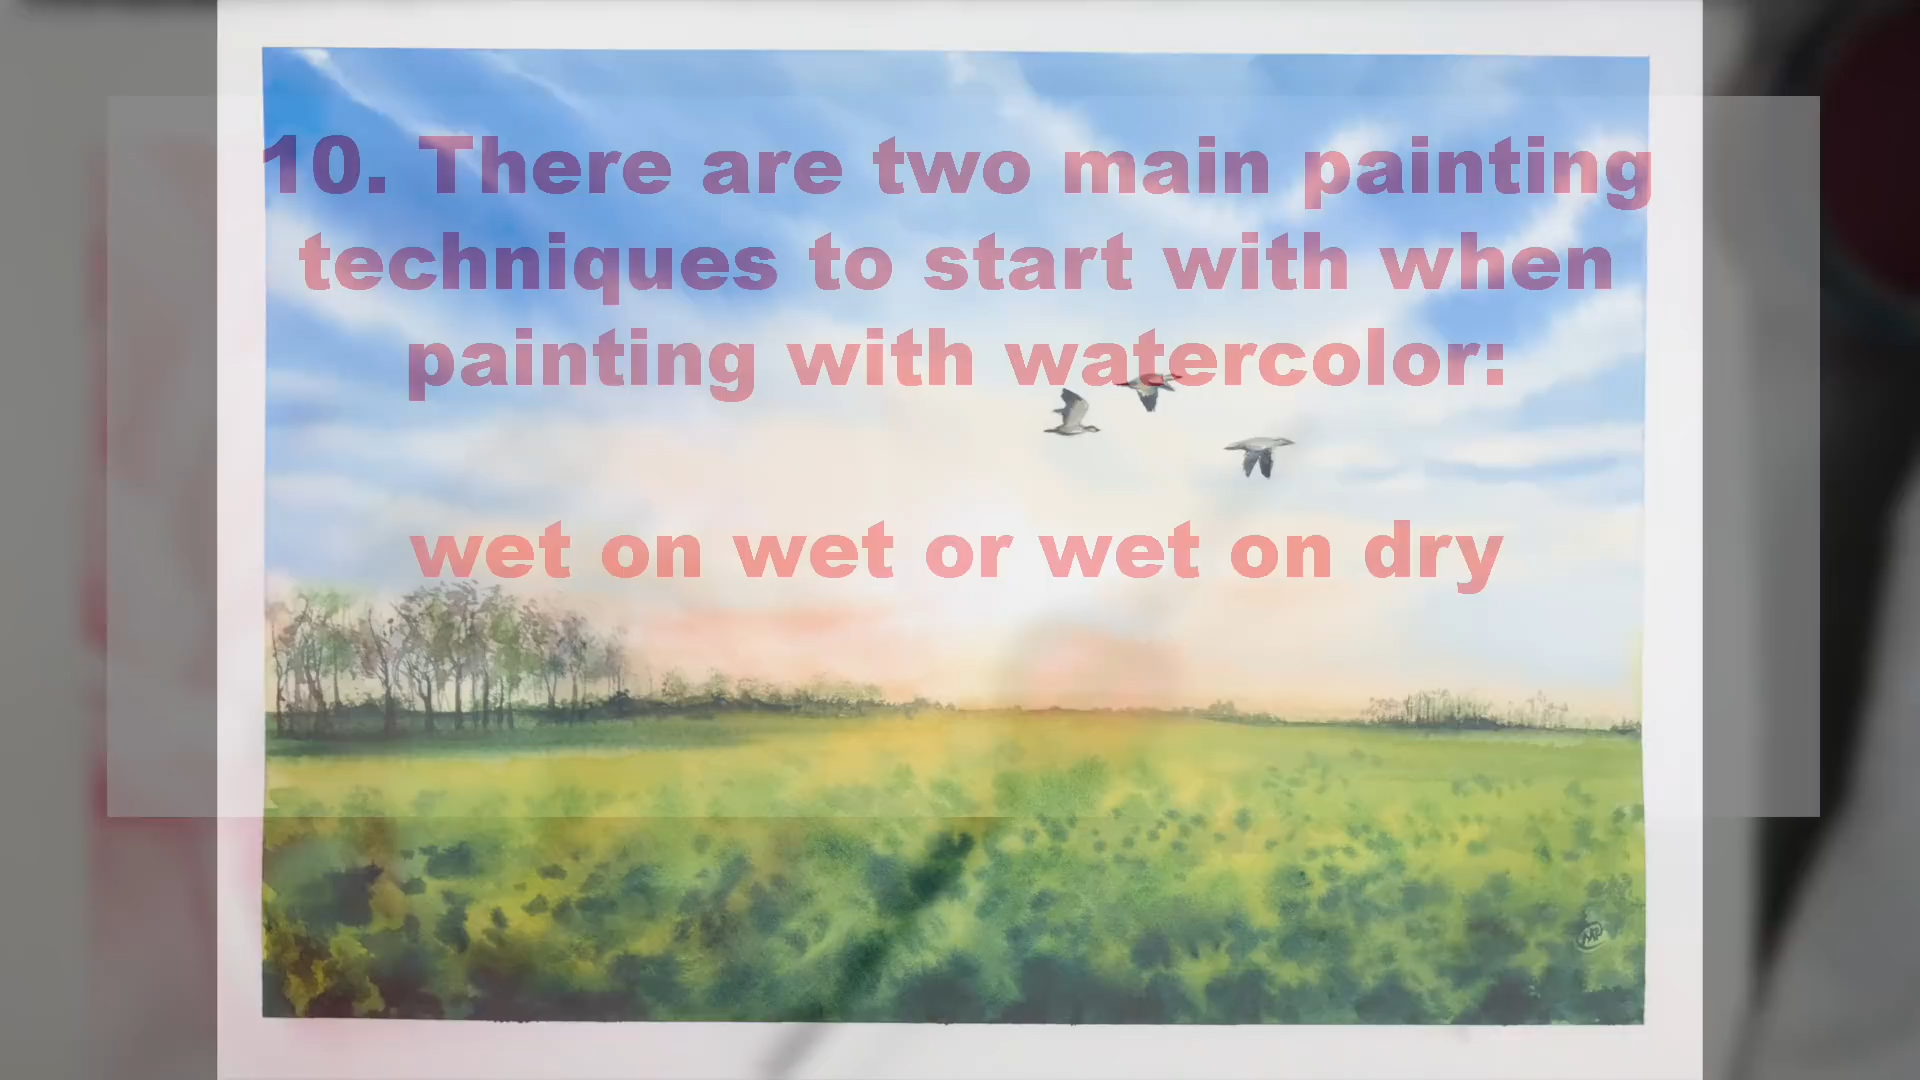 10. There are two main painting
techniques to start with when
painting with watercolor:
wet on wet or wet on dry